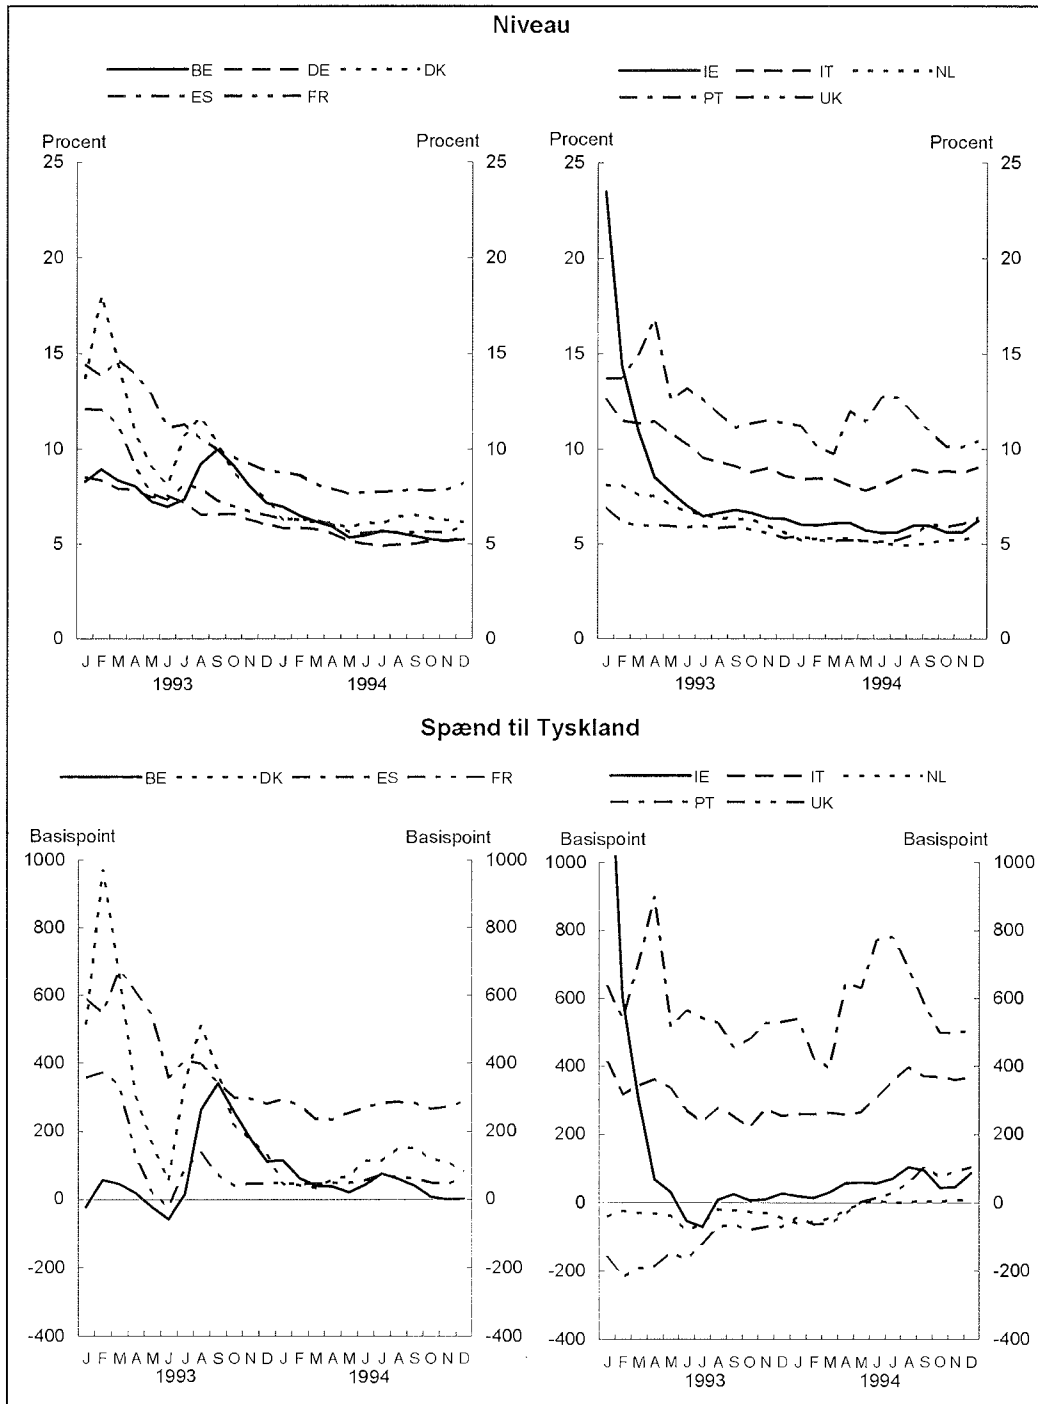 Niveau
BE DE DK
ES FR
IE IT NL
PT UK
Procent Procent
25 25
20 20
15 15
10 10
5 5
0 0
J F M A M J J A S O N D J F M A M J J A S O N D
1993 1994
Procent Procent
25 25
20 20
15 15
10 10
5 5
0 0
J F M A M J J A S O N D J F M A M J J A S O N D
1993 1994
Spænd til Tyskland
BE DK ES FR
IE IT NL
PT UK
Basispoint Basispoint
1000 1000
800 800
600 600
400 400
200 200
0 0
-200 -200
-400 -400
J F M A M J J A S O N D J F M A M J J A S O N D
1993 1994
Basispoint Basispoint
1000 1000
800 800
600 600
400 400
200 200
0 0
-200 -200
-400 -400
J F M A M J J A S O N D J F M A M J J A S O N D
1993 1994